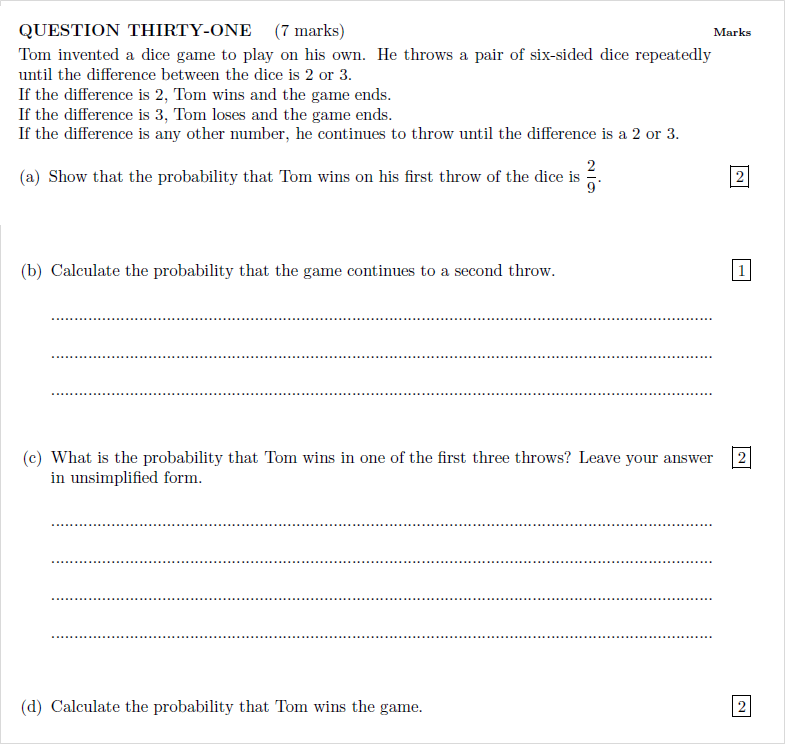 QUESTION THIRTY-ONE (7 marks) Marks
Tom invented a dice game to play on his own. He throws a pair of six-sided dice repeatedly
until the difference between the dice is 2 or 3.
If the difference is 2, Tom wins and the game ends.
If the difference is 3, Tom loses and the game ends.
If the difference is any other number, he continues to throw until the difference is a 2 or 3.
(a) Show that the probability that Tom wins on his first throw of the dice is 2/9. 2
(b) Calculate the probability that the game continues to a second throw. 1
(c) What is the probability that Tom wins in one of the first three throws? Leave your answer 2
in unsimplified form.
(d) Calculate the probability that Tom wins the game. 2